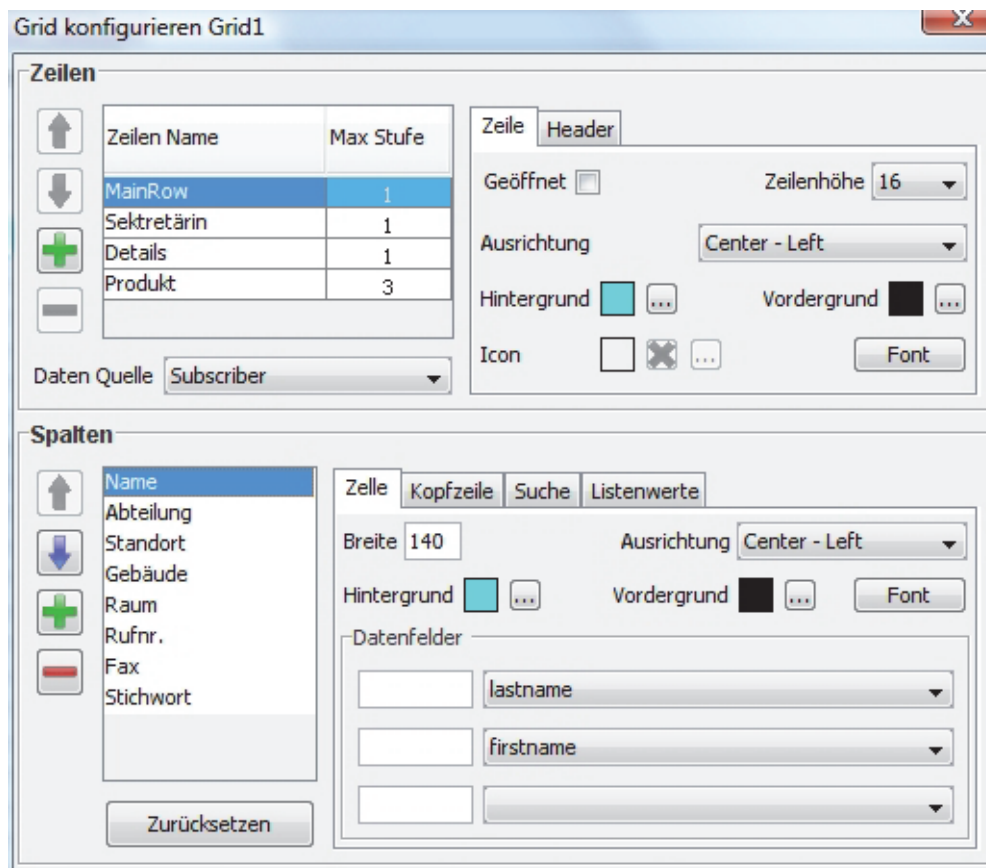 Grid konfigurieren Grid1
Zeilen
Zeilen Name Max Stufe
MainRow 1
Sektretärin 1
Details 1
Produkt 3
Daten Quelle Subscriber
Zeile Header
Geöffnet Zeilenhöhe 16
Ausrichtung Center - Left
Hintergrund ... Vordergrund ...
Icon ... Font
Spalten
Name
Abteilung
Standort
Gebäude
Raum
Rufnr.
Fax
Stichwort
Zurücksetzen
Zelle Kopfzeile Suche Listenwerte
Breite 140 Ausrichtung Center - Left
Hintergrund ... Vordergrund ... Font
Datenfelder
lastname
firstname